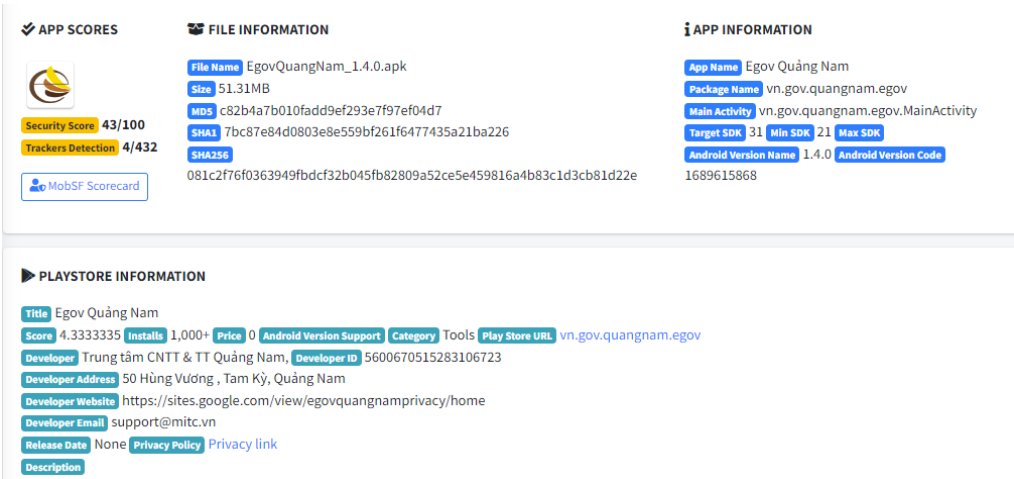 APP SCORES
Security Score 43/100
Trackers Detection 4/432
MobSF Scorecard
FILE INFORMATION
File Name EgovQuangNam_1.4.0.apk
Size 51.31MB
MD5 c82b4a7b010fadd9ef293e7f97ef04d7
SHA1 7bc87e84d0803e8e559bf261f6477435a21ba226
SHA256
081c2f76f0363949fbdcf32b045fb82809a52ce5e459816a4b83c1d3cb81d22e
APP INFORMATION
App Name Egov Quảng Nam
Package Name vn.gov.quangnam.egov
Main Activity vn.gov.quangnam.egov.MainActivity
Target SDK 31 Min SDK 21 Max SDK
Android Version Name 1.4.0 Android Version Code
1689615868
PLAYSTORE INFORMATION
Title Egov Quảng Nam
Score 4.3333335 Installs 1,000+ Price 0 Android Version Support Category Tools Play Store URL vn.gov.quangnam.egov
Developer Trung tâm CNTT & TT Quảng Nam, Developer ID 5600670515283106723
Developer Address 50 Hùng Vương , Tam Kỳ, Quảng Nam
Developer Website https://sites.google.com/view/egovquangnamprivacy/home
Developer Email support@mitc.vn
Release Date None Privacy Policy Privacy link
Description